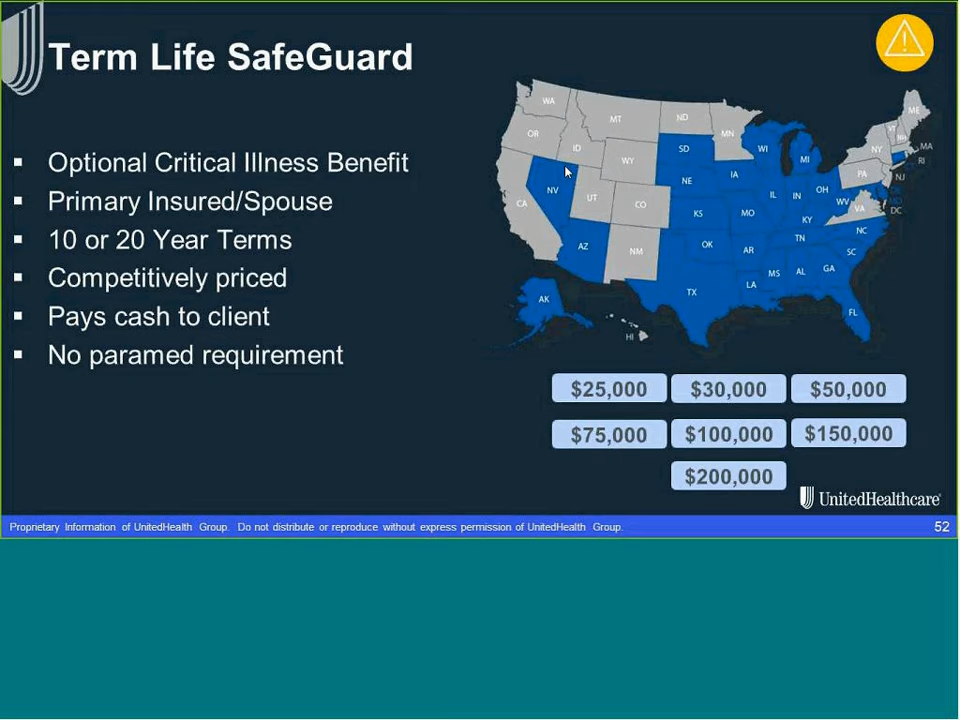 Term Life SafeGuard
▪ Optional Critical Illness Benefit
▪ Primary Insured/Spouse
▪ 10 or 20 Year Terms
▪ Competitively priced
▪ Pays cash to client
▪ No paramed requirement
WA
MT
ND
MN
ME
VT
NH
OR
ID
WY
SD
WI
MI
NY
MA
RI
NV
UT
CO
NE
IA
IL
IN
OH
PA
NJ
CA
KS
MO
KY
WV
VA
MD
DC
AZ
NM
OK
AR
TN
NC
SC
TX
LA
MS
AL
GA
AK
HI
FL
$25,000 $30,000 $50,000
$75,000 $100,000 $150,000
$200,000
UnitedHealthcare
Proprietary Information of UnitedHealth Group. Do not distribute or reproduce without express permission of UnitedHealth Group. 52